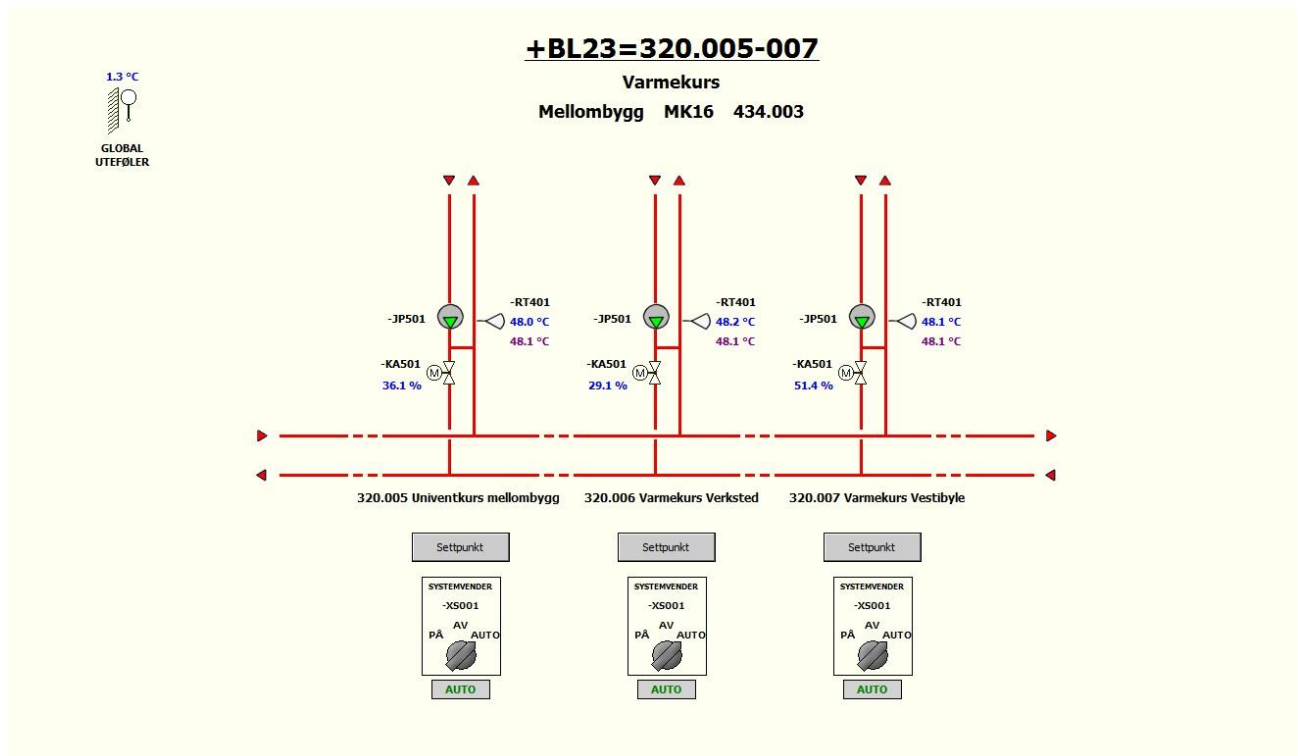 +BL23=320.005-007
Varmekurs
Mellombygg MK16 434.003
1.3 °C
GLOBAL
UTEFØLER
-JP501
-RT401
48.0 °C
48.1 °C
-KA501
M
36.1 %
-JP501
-RT401
48.2 °C
48.1 °C
-KA501
M
29.1 %
-JP501
-RT401
48.1 °C
48.1 °C
-KA501
M
51.4 %
320.005 Univentkurs mellombygg
320.006 Varmekurs Verksted
320.007 Varmekurs Vestibyle
Settpunkt
Settpunkt
Settpunkt
SYSTEMVENDER
-XS001
AV
PÅ AUTO
AUTO
SYSTEMVENDER
-XS001
AV
PÅ AUTO
AUTO
SYSTEMVENDER
-XS001
AV
PÅ AUTO
AUTO